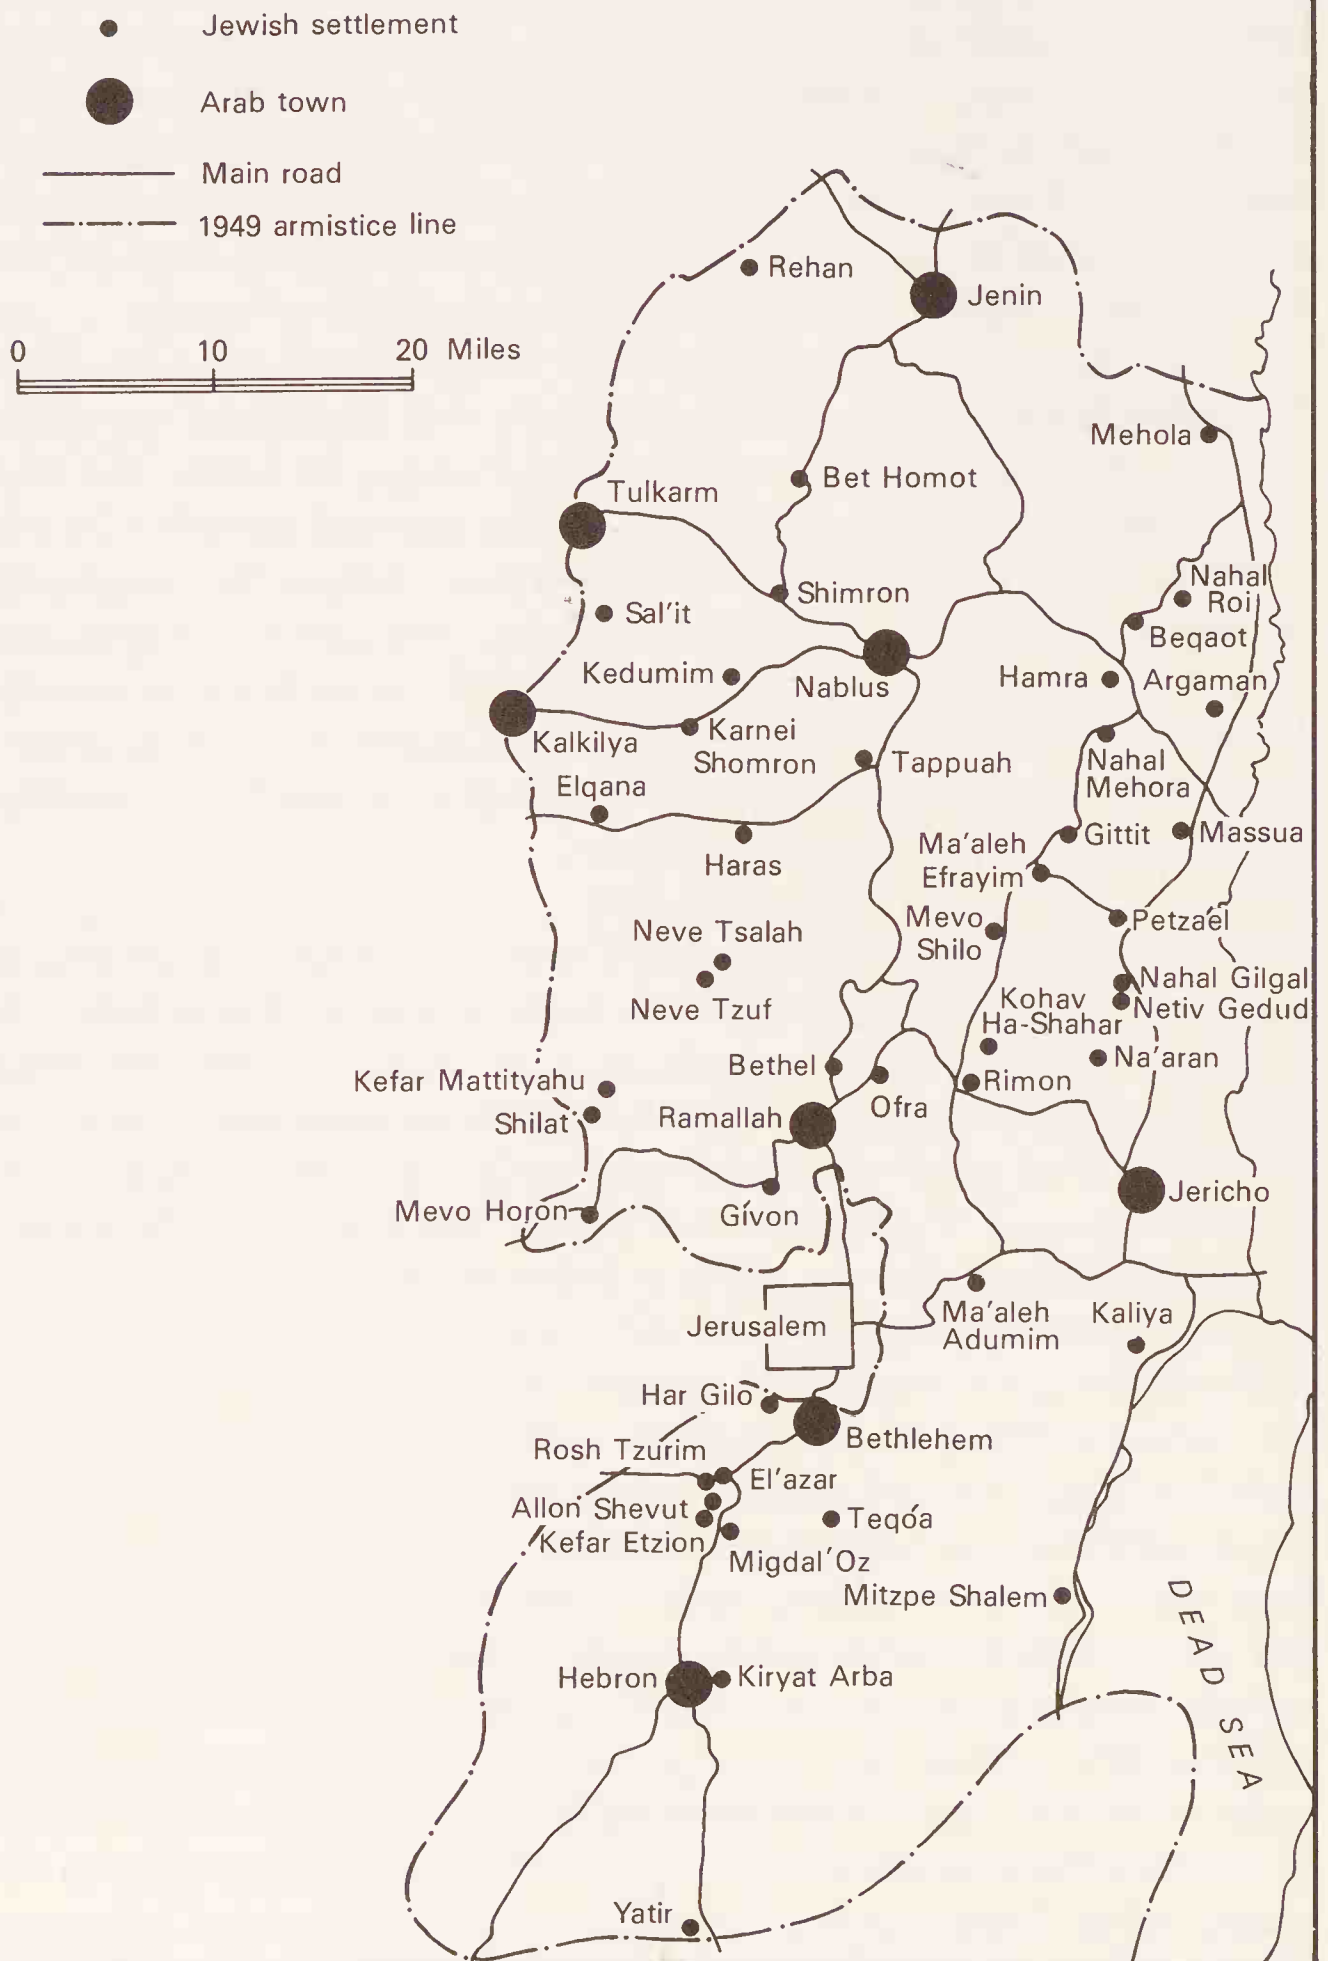 Jewish settlement
Arab town
Main road
1949 armistice line
0 10 20 Miles
Rehan
Jenin
Mehola
Bet Homot
Tulkarm
Nahal
Roi
Shimron
Sal'it
Beqaot
Kedumim
Nablus
Hamra
Argaman
Kalkilya
Karnei
Shomron
Tappuah
Nahal
Mehora
Elqana
Haras
Ma'aleh
Efrayim
Gittit
Massua
Mevo
Shilo
Petza'el
Neve Tsalah
Neve Tzuf
Nahal Gilgal
Netiv Gedud
Kohav
Ha-Shahar
Na'aran
Bethel
Ofra
Rimon
Kefar Mattityahu
Shilat
Ramallah
Jericho
Mevo Horon
Gívon
Jerusalem
Ma'aleh
Adumim
Kaliya
Har Gilo
Bethlehem
Rosh Tzurim
El'azar
Allon Shevut
Kefar Etzion
Teqóa
Migdal'Oz
Mitzpe Shalem
DEAD SEA
Hebron
Kiryat Arba
Yatir